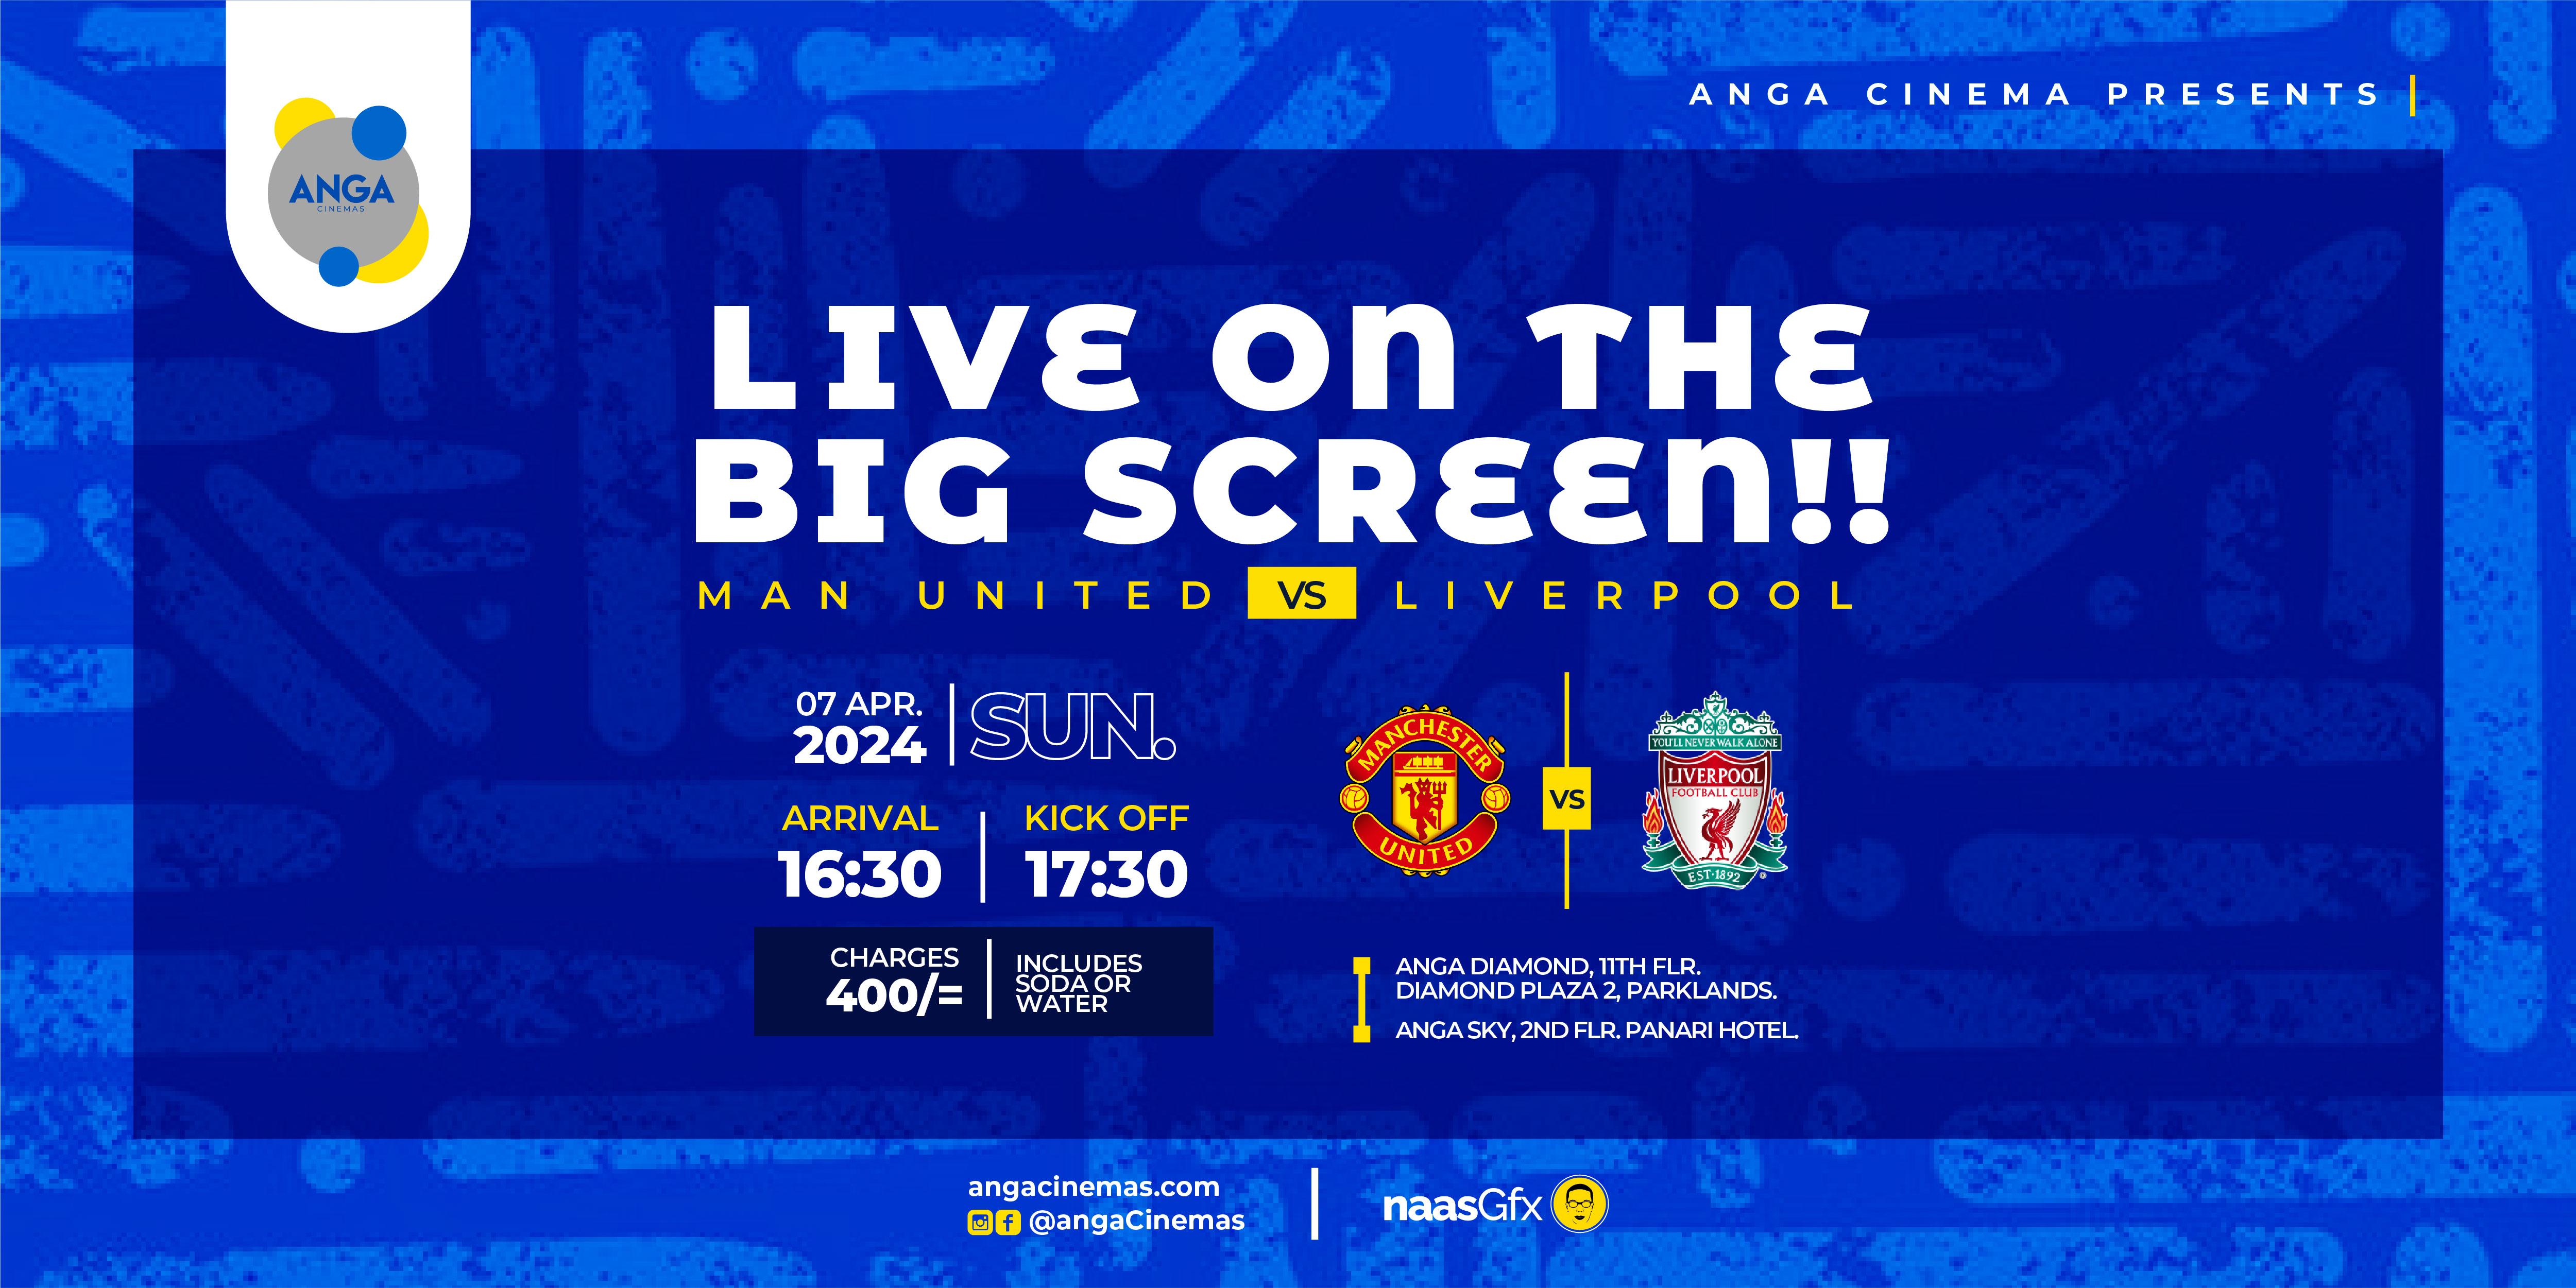 ANGA CINEMA PRESENTS
ANGA
CINEMAS
LIVE ON THE
BIG SCREEN!!
MAN UNITED VS LIVERPOOL
07 APR.
2024
SUN.
ARRIVAL
16:30
KICK OFF
17:30
CHARGES
400/=
INCLUDES
SODA OR
WATER
MANCHESTER
UNITED
VS
YOU'LL NEVER WALK ALONE
LIVERPOOL
FOOTBALL CLUB
EST·1892
ANGA DIAMOND, 11TH FLR.
DIAMOND PLAZA 2, PARKLANDS.
ANGA SKY, 2ND FLR. PANARI HOTEL.
angacinemas.com
@angaCinemas
naasGfx